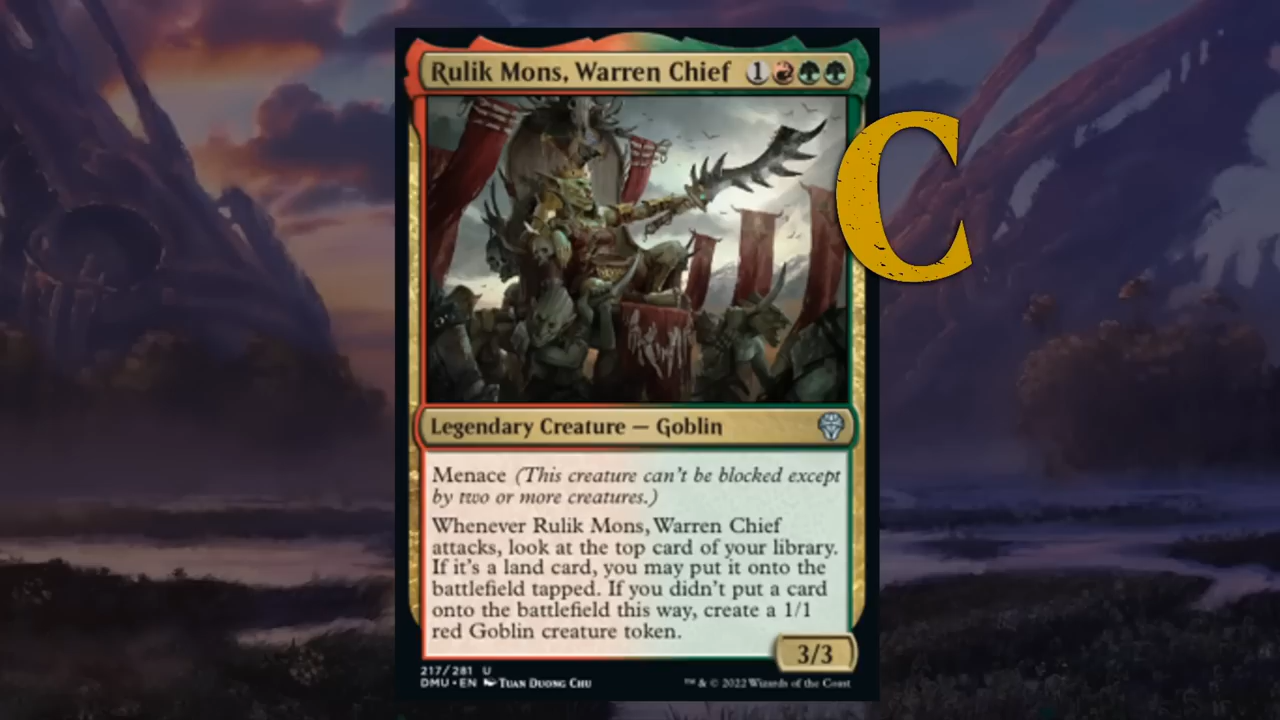 Rulik Mons, Warren Chief 1
C
Legendary Creature — Goblin
Menace (This creature can't be blocked except
by two or more creatures.)
Whenever Rulik Mons, Warren Chief
attacks, look at the top card of your library.
If it's a land card, you may put it onto the
battlefield tapped. If you didn't put a card
onto the battlefield this way, create a 1/1
red Goblin creature token.
3/3
217/281 U
DMU • EN Tuan Duong Chu
™ & © 2022 Wizards of the Coast